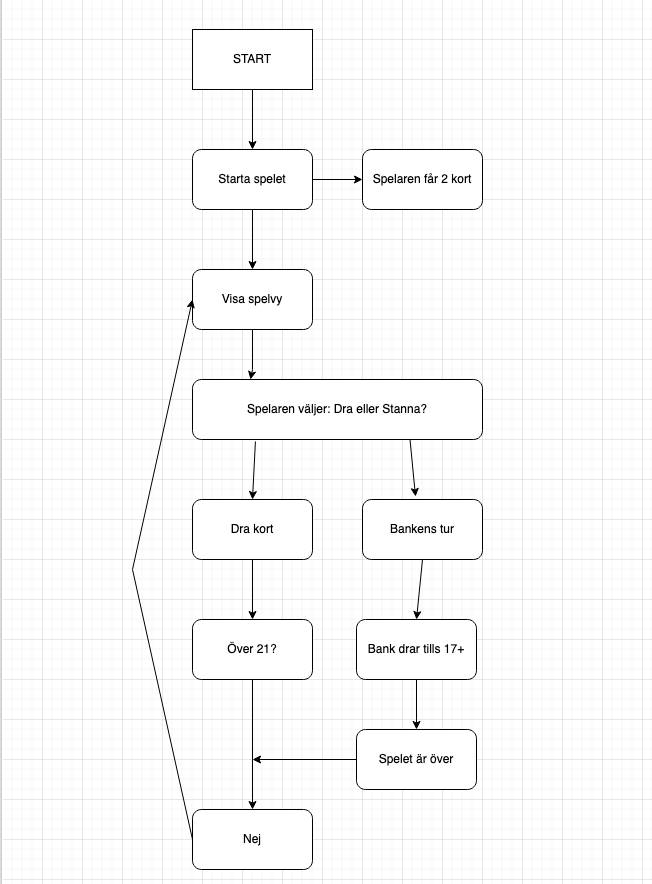 START
Starta spelet
Spelaren får 2 kort
Visa spelvy
Spelaren väljer: Dra eller Stanna?
Dra kort
Bankens tur
Över 21?
Bank drar tills 17+
Spelet är över
Nej